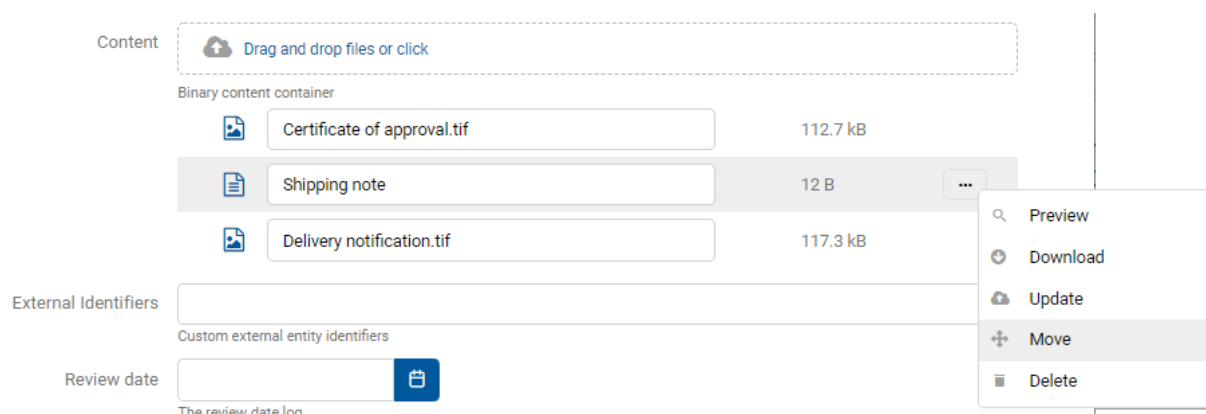 Content
Drag and drop files or click
Binary content container
Certificate of approval.tif 112.7 kB
Shipping note 12 B ...
Delivery notification.tif 117.3 kB
Preview
Download
Update
Move
Delete
External Identifiers
Custom external entity identifiers
Review date
The review date log